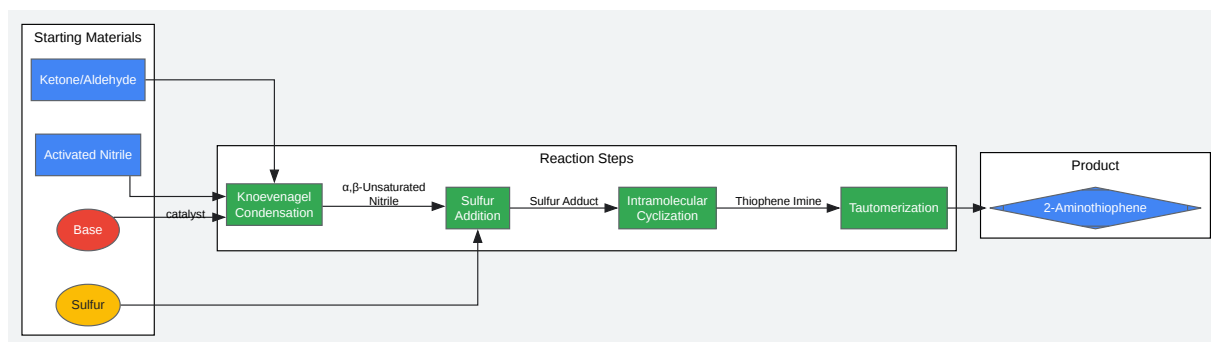 Starting Materials
Ketone/Aldehyde
Activated Nitrile
Base
Sulfur
catalyst
Reaction Steps
Knoevenagel
Condensation
α,β-Unsaturated
Nitrile
Sulfur
Addition
Sulfur Adduct
Intramolecular
Cyclization
Thiophene Imine
Tautomerization
Product
2-Aminothiophene